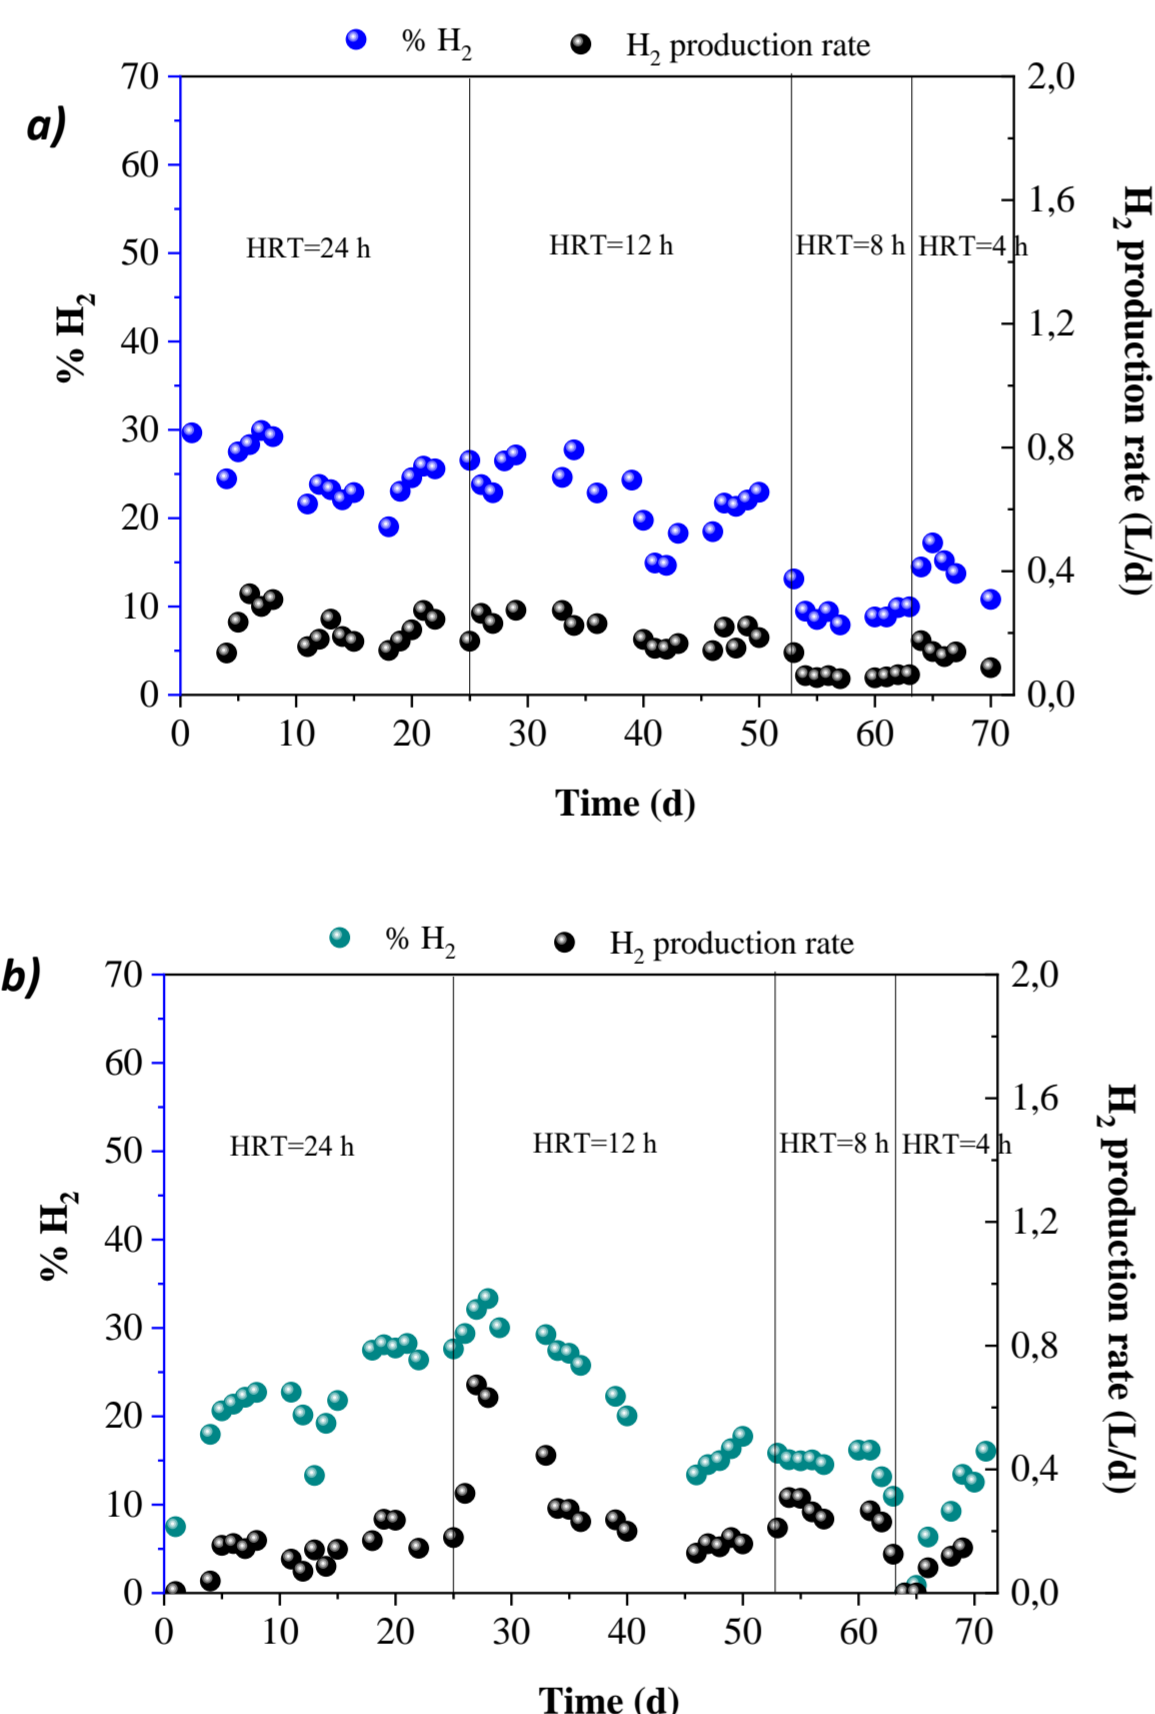 % H₂ H₂ production rate
a)
70 2,0
60
1,6
50 HRT=24 h HRT=12 h HRT=8 h HRT=4 h
1,2
40
30
0,8
20
0,4
10
0 0,0
0 10 20 30 40 50 60 70
% H₂
H₂ production rate (L/d)
Time (d)
% H₂ H₂ production rate
b)
70 2,0
60
1,6
50 HRT=24 h HRT=12 h HRT=8 h HRT=4 h
1,2
40
30
0,8
20
0,4
10
0 0,0
0 10 20 30 40 50 60 70
% H₂
H₂ production rate (L/d)
Time (d)